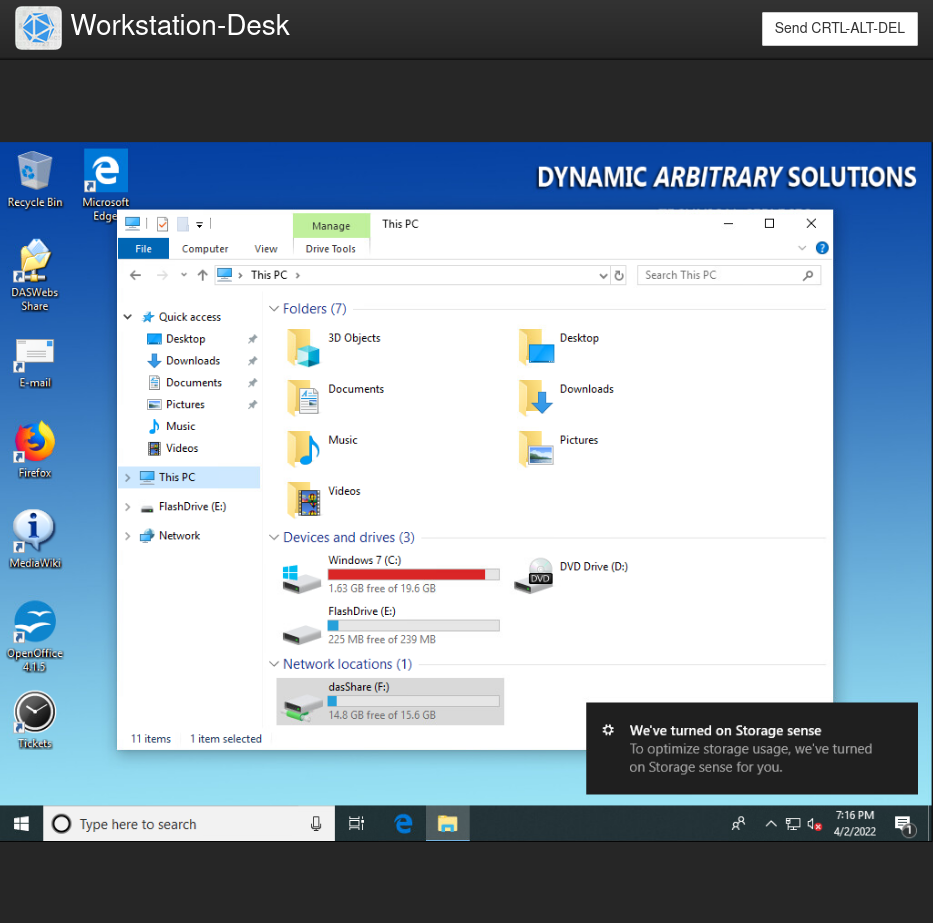 Workstation-Desk
Send CRTL-ALT-DEL
DYNAMIC ARBITRARY SOLUTIONS
Recycle Bin
Microsoft
Edge
DASWebs
Share
E-mail
Firefox
MediaWiki
OpenOffice
4.1.5
Tickets
Manage
This PC
File
Computer
View
Drive Tools
This PC
Search This PC
Quick access
Desktop
Downloads
Documents
Pictures
Music
Videos
This PC
FlashDrive (E:)
Network
Folders (7)
3D Objects
Desktop
Documents
Downloads
Music
Pictures
Videos
Devices and drives (3)
Windows 7 (C:)
1.63 GB free of 19.6 GB
DVD Drive (D:)
DVD
FlashDrive (E:)
225 MB free of 239 MB
Network locations (1)
dasShare (F:)
14.8 GB free of 15.6 GB
11 items
1 item selected
We've turned on Storage sense
To optimize storage usage, we've turned
on Storage sense for you.
Type here to search
7:16 PM
4/2/2022
1